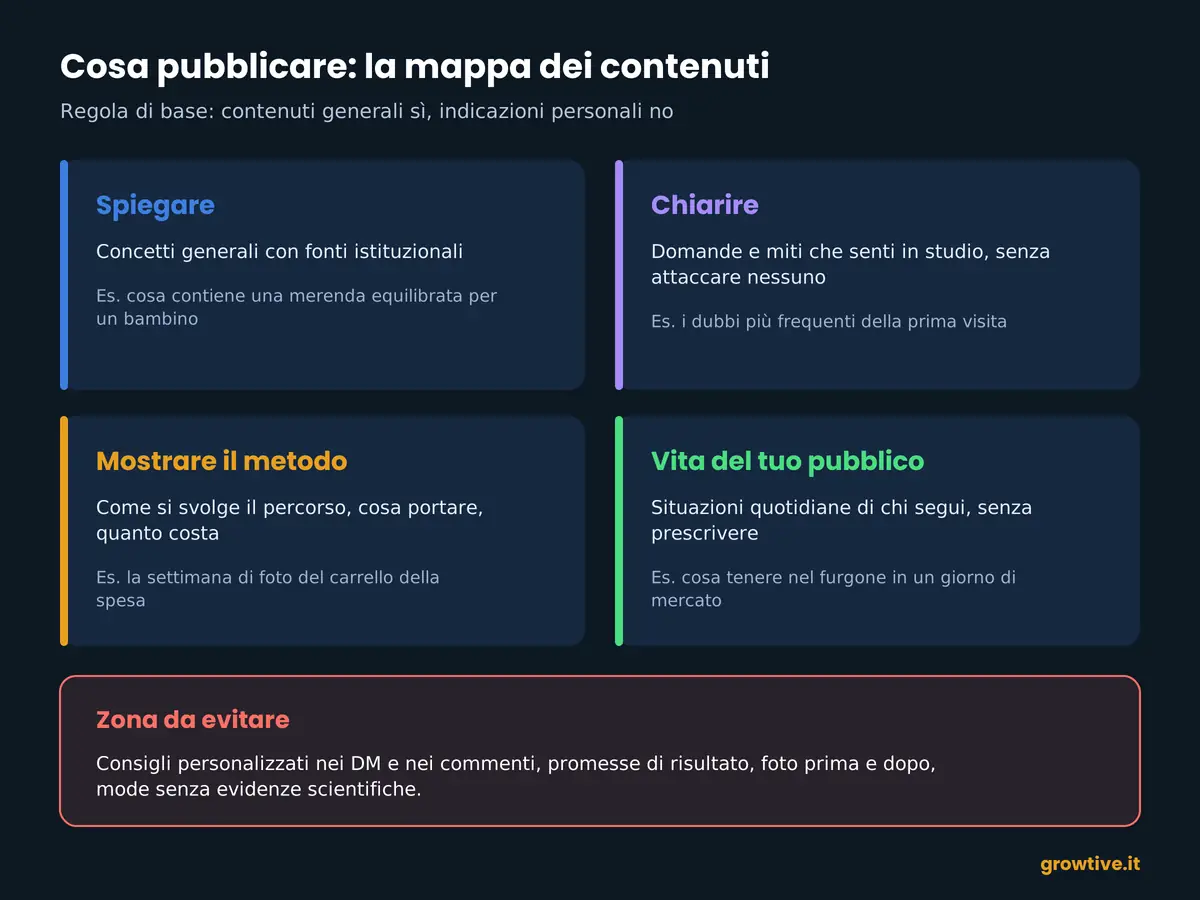 Cosa pubblicare: la mappa dei contenuti
Regola di base: contenuti generali sì, indicazioni personali no
Spiegare
Concetti generali con fonti istituzionali
Es. cosa contiene una merenda equilibrata per
un bambino
Chiarire
Domande e miti che senti in studio, senza
attaccare nessuno
Es. i dubbi più frequenti della prima visita
Mostrare il metodo
Come si svolge il percorso, cosa portare,
quanto costa
Es. la settimana di foto del carrello della
spesa
Vita del tuo pubblico
Situazioni quotidiane di chi segui, senza
prescrivere
Es. cosa tenere nel furgone in un giorno di
mercato
Zona da evitare
Consigli personalizzati nei DM e nei commenti, promesse di risultato, foto prima e dopo,
mode senza evidenze scientifiche.
growtive.it